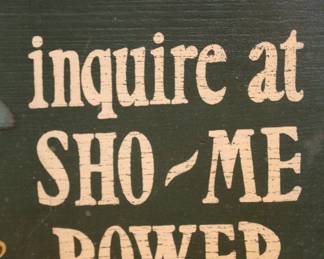 inquire at
SHO-ME
POWER